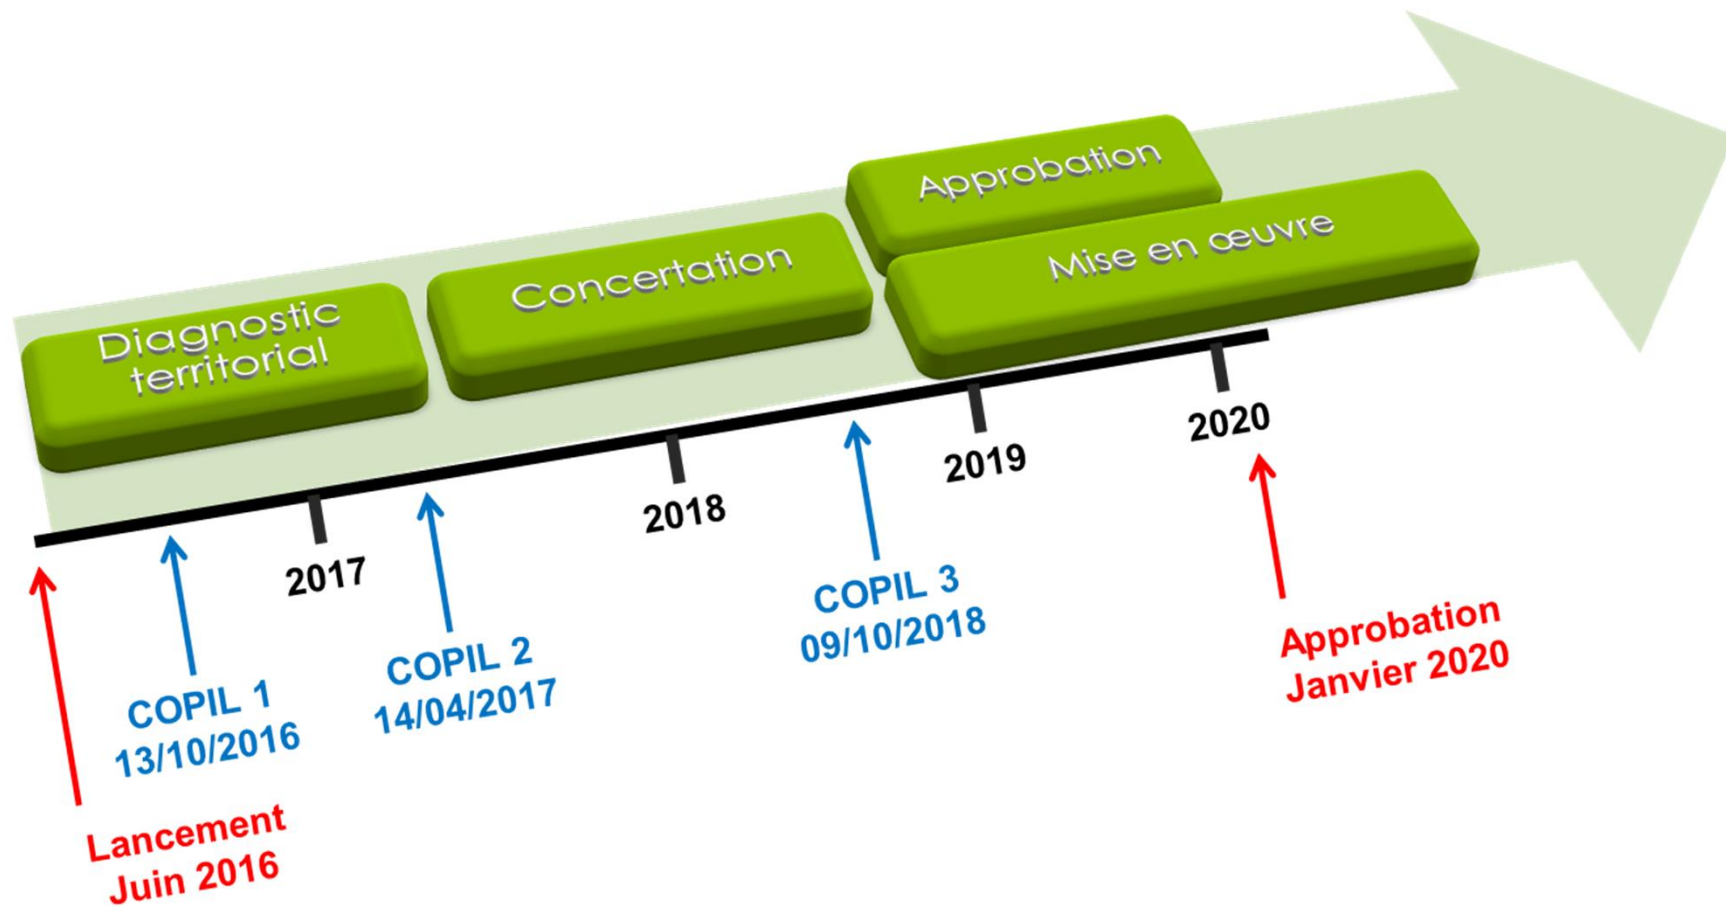 Approbation
Mise en œuvre
Concertation
Diagnostic
territorial
2017
2018
2019
2020
Lancement
Juin 2016
COPIL 1
13/10/2016
COPIL 2
14/04/2017
COPIL 3
09/10/2018
Approbation
Janvier 2020